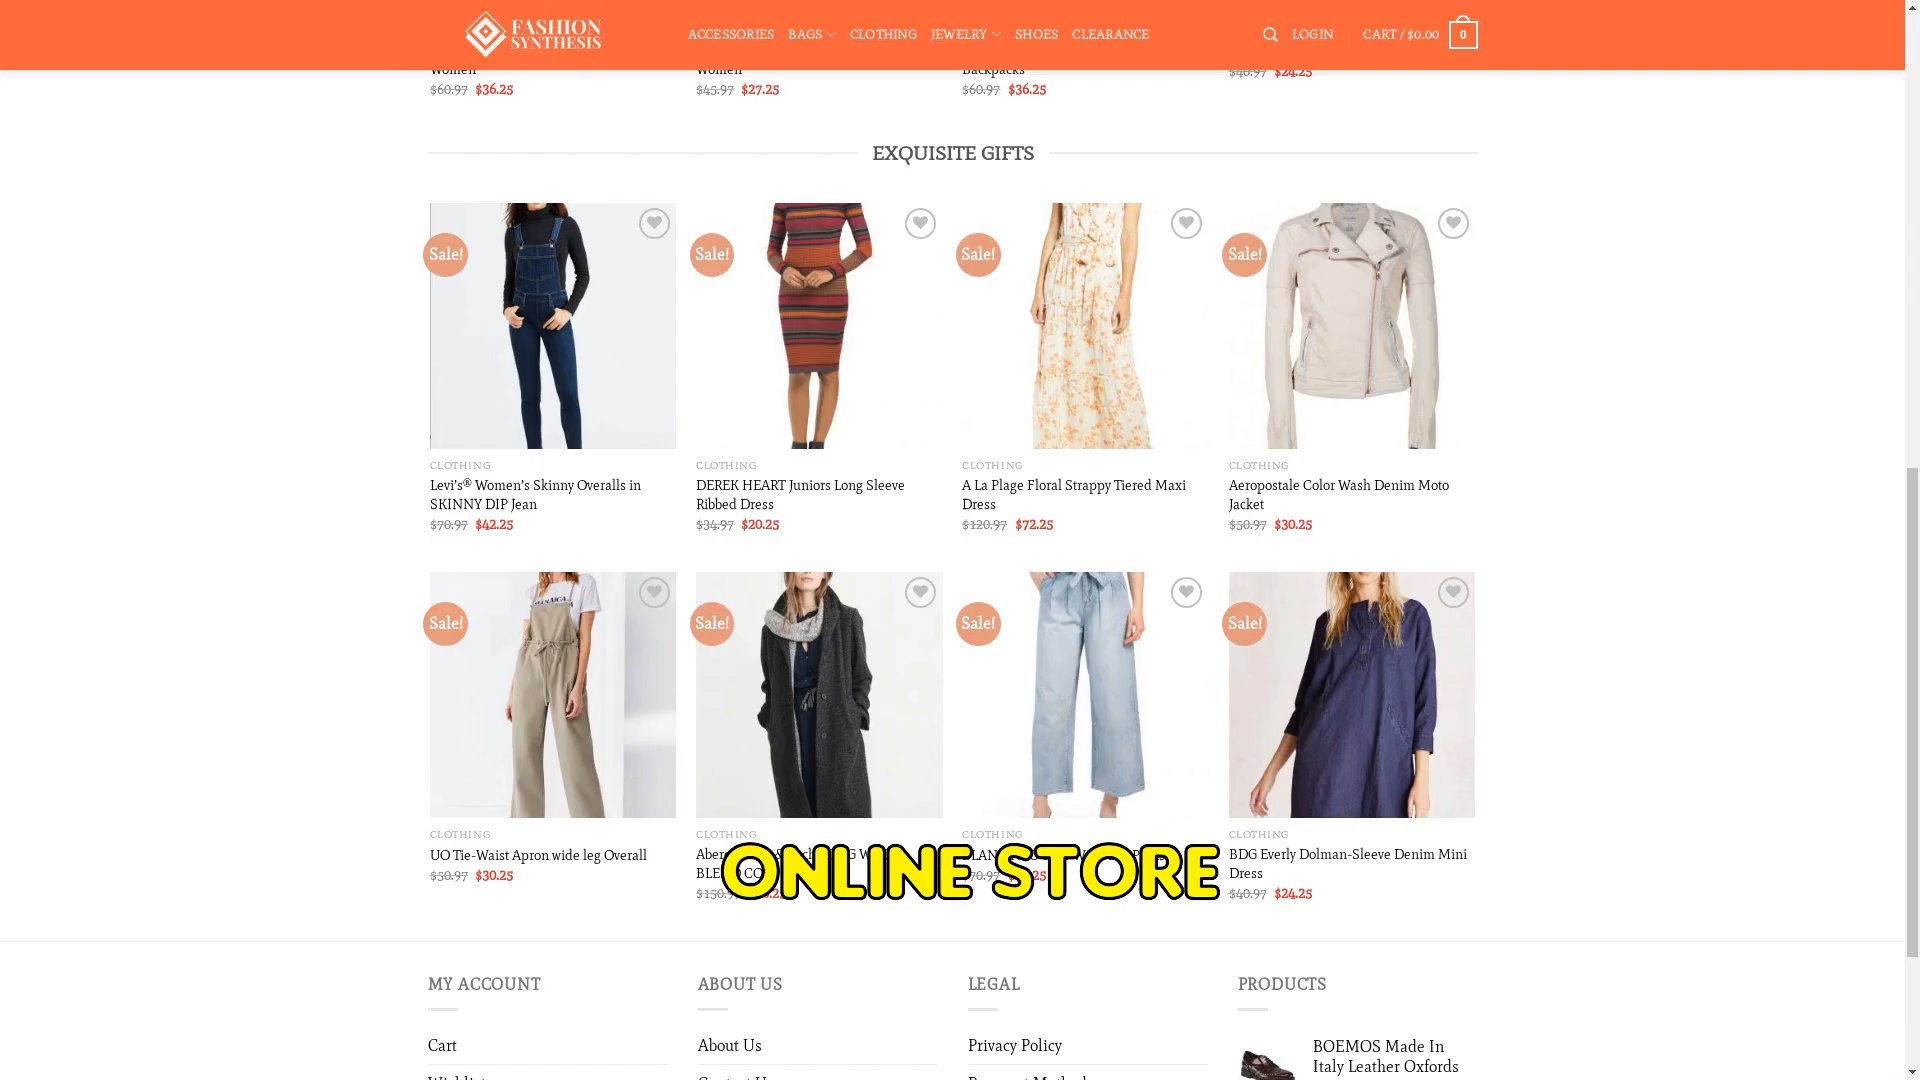 FASHION
SYNTHESIS
ACCESSORIES BAGS CLOTHING JEWELRY SHOES CLEARANCE
LOGIN CART / $0.00 0
Women Women Backpacks
$60.97 $36.25 $45.97 $27.25 $60.97 $36.25 $40.97 $24.25
EXQUISITE GIFTS
Sale! Sale! Sale! Sale!
CLOTHING
Levi's® Women's Skinny Overalls in
SKINNY DIP Jean
$70.97 $42.25
CLOTHING
DEREK HEART Juniors Long Sleeve
Ribbed Dress
$34.97 $20.25
CLOTHING
A La Plage Floral Strappy Tiered Maxi
Dress
$120.97 $72.25
CLOTHING
Aeropostale Color Wash Denim Moto
Jacket
$50.97 $30.25
Sale! Sale! Sale! Sale!
CLOTHING
UO Tie-Waist Apron wide leg Overall
$50.97 $30.25
CLOTHING
CLOTHING
CLOTHING
BDG Everly Dolman-Sleeve Denim Mini
Dress
$40.97 $24.25
ONLINE STORE
MY ACCOUNT
Cart
ABOUT US
About Us
LEGAL
Privacy Policy
PRODUCTS
BOEMOS Made In
Italy Leather Oxfords